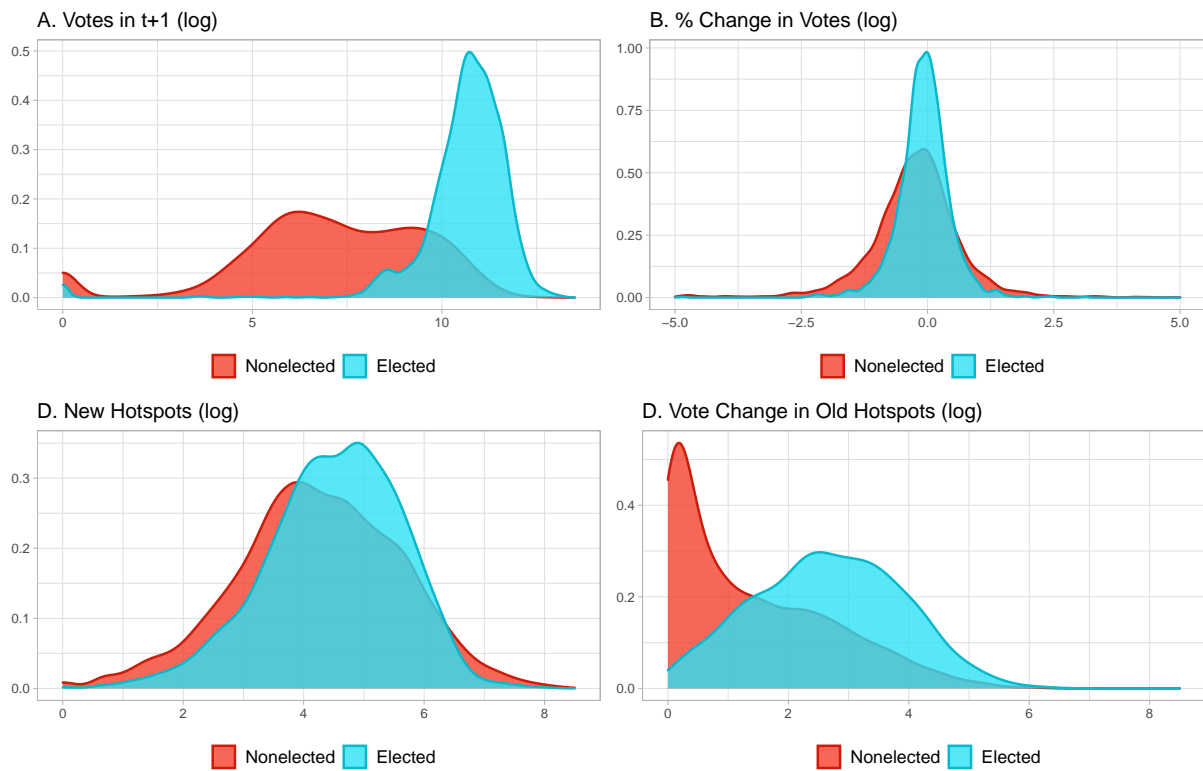 A. Votes in t+1 (log)
0.5
0.4
0.3
0.2
0.1
0.0
0 5 10
Nonelected Elected
B. % Change in Votes (log)
1.00
0.75
0.50
0.25
0.00
−5.0 −2.5 0.0 2.5 5.0
Nonelected Elected
D. New Hotspots (log)
0.3
0.2
0.1
0.0
0 2 4 6 8
Nonelected Elected
D. Vote Change in Old Hotspots (log)
0.4
0.2
0.0
0 2 4 6 8
Nonelected Elected